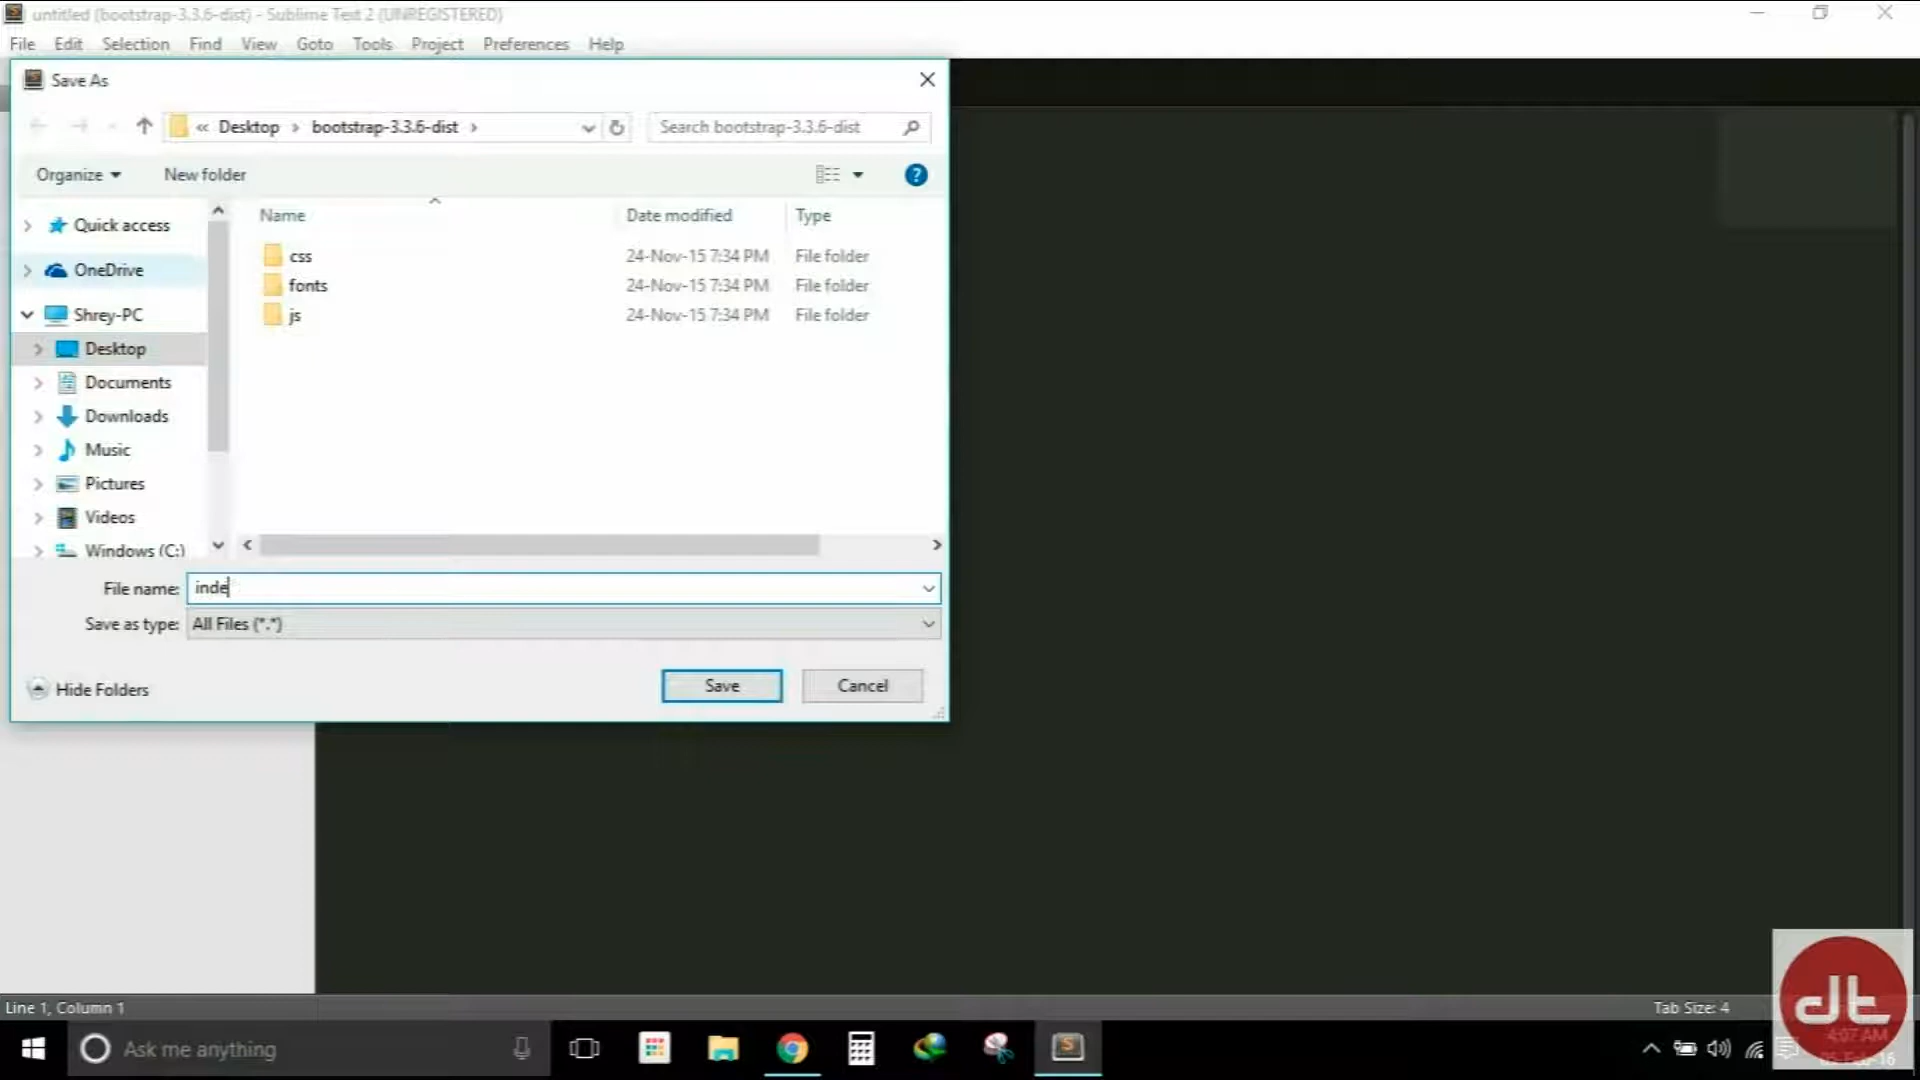 untitled (bootstrap-3.3.6-dist) - Sublime Text 2 (UNREGISTERED)
File Edit Selection Find View Goto Tools Project Preferences Help
Save As
« Desktop › bootstrap-3.3.6-dist ›
Search bootstrap-3.3.6-dist
Organize
New folder
Name Date modified Type
css 24-Nov-15 7:34 PM File folder
fonts 24-Nov-15 7:34 PM File folder
js 24-Nov-15 7:34 PM File folder
Quick access
OneDrive
Shrey-PC
Desktop
Documents
Downloads
Music
Pictures
Videos
Windows (C:)
File name: inde
Save as type: All Files (*.*)
Hide Folders
Save
Cancel
Line 1, Column 1
Tab Size: 4
dt
Ask me anything
4:07 AM